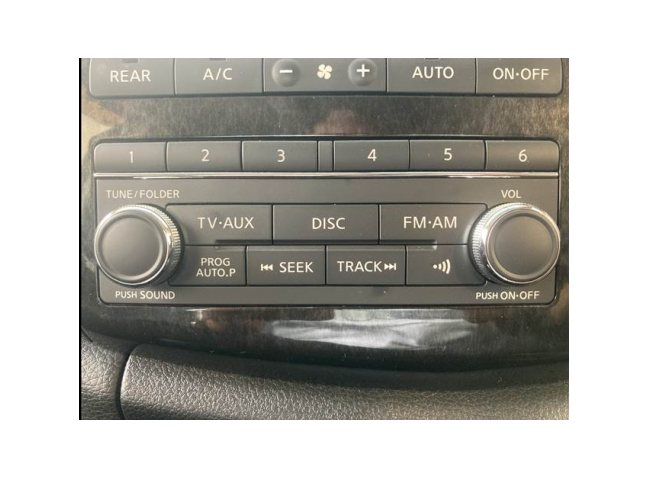 REAR A/C − + AUTO ON·OFF
1 2 3 4 5 6
TUNE/FOLDER VOL
TV·AUX DISC FM·AM
PROG
AUTO.P
⏮ SEEK TRACK ⏭
PUSH SOUND PUSH ON·OFF